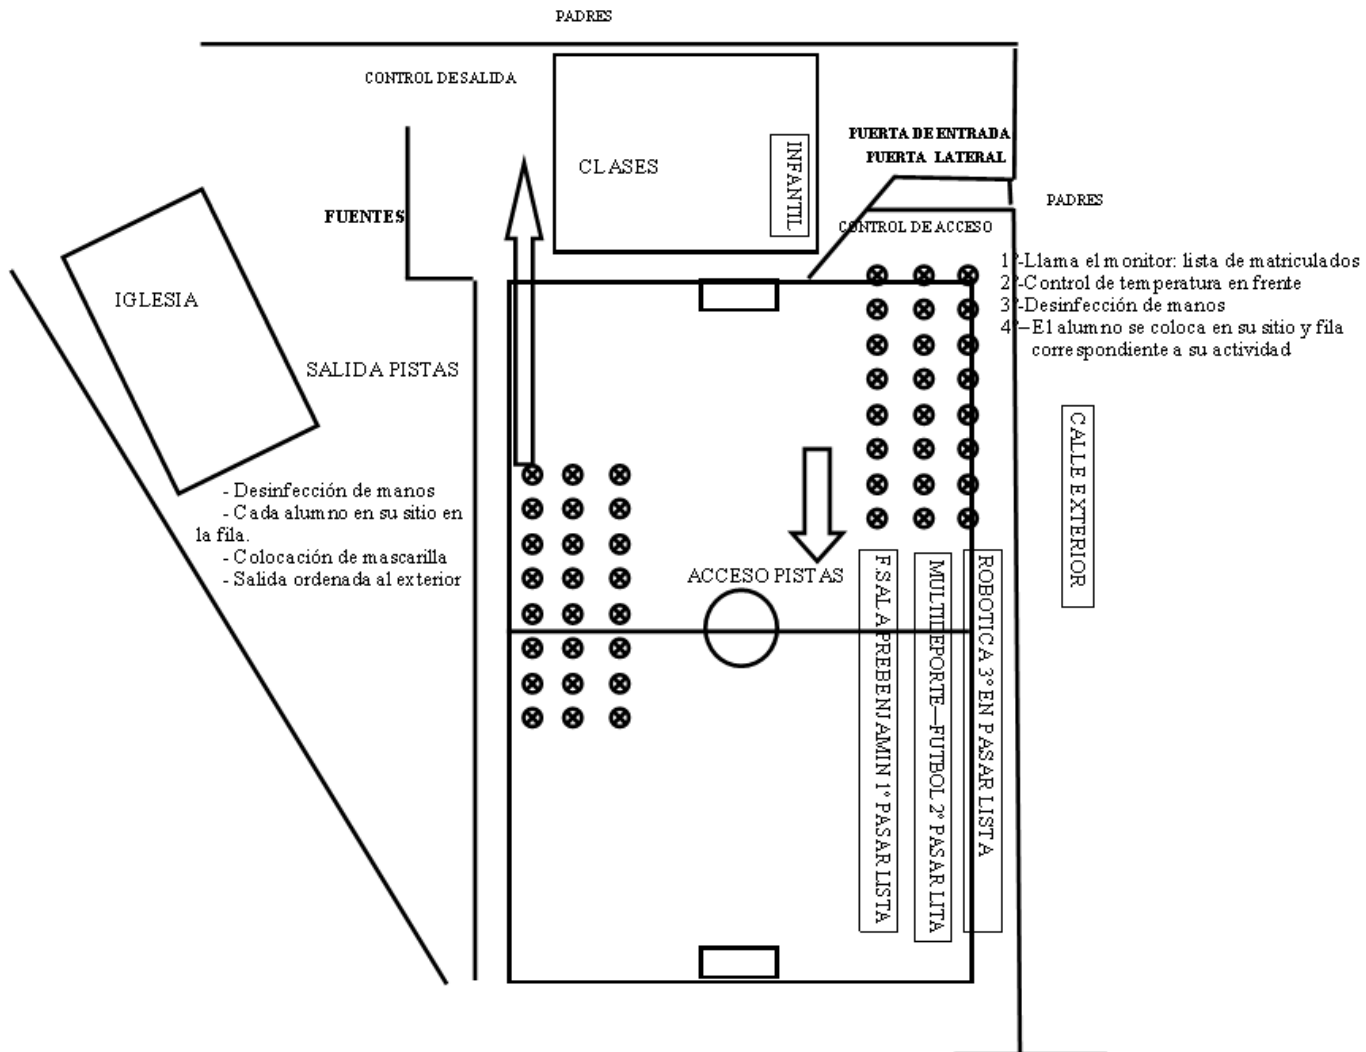 PADRES
CONTROL DE SALIDA
CLASES
INFANTIL
PUERTA DE ENTRADA
PUERTA LATERAL
PADRES
FUENTES
CONTROL DE ACCESO
1º-Llama el monitor: lista de matriculados
2º-Control de temperatura en frente
3º-Desinfección de manos
4º–El alumno se coloca en su sitio y fila
correspondiente a su actividad
IGLESIA
SALIDA PISTAS
- Desinfección de manos
- Cada alumno en su sitio en
la fila.
- Colocación de mascarilla
- Salida ordenada al exterior
ACCESO PISTAS
F.SALA PREBENJAMIN 1º PASAR LISTA
MULTIDEPORTE—FUTBOL 2º PASAR LITA
ROBOTICA 3º EN PASAR LISTA
CALLE EXTERIOR